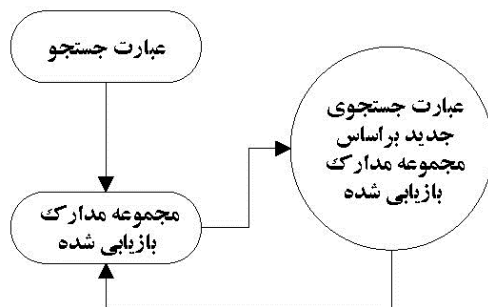 عبارت جستجو
عبارت جستجوی
جدید براساس
مجموعه مدارک
بازیابی شده
مجموعه مدارک
بازیابی شده